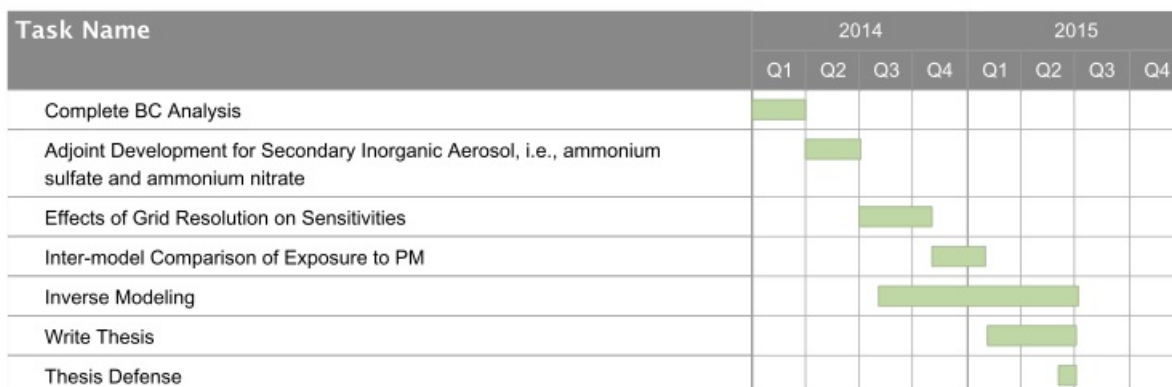 Task Name
2014 2015
Q1 Q2 Q3 Q4 Q1 Q2 Q3 Q4
Complete BC Analysis
Adjoint Development for Secondary Inorganic Aerosol, i.e., ammonium
sulfate and ammonium nitrate
Effects of Grid Resolution on Sensitivities
Inter-model Comparison of Exposure to PM
Inverse Modeling
Write Thesis
Thesis Defense